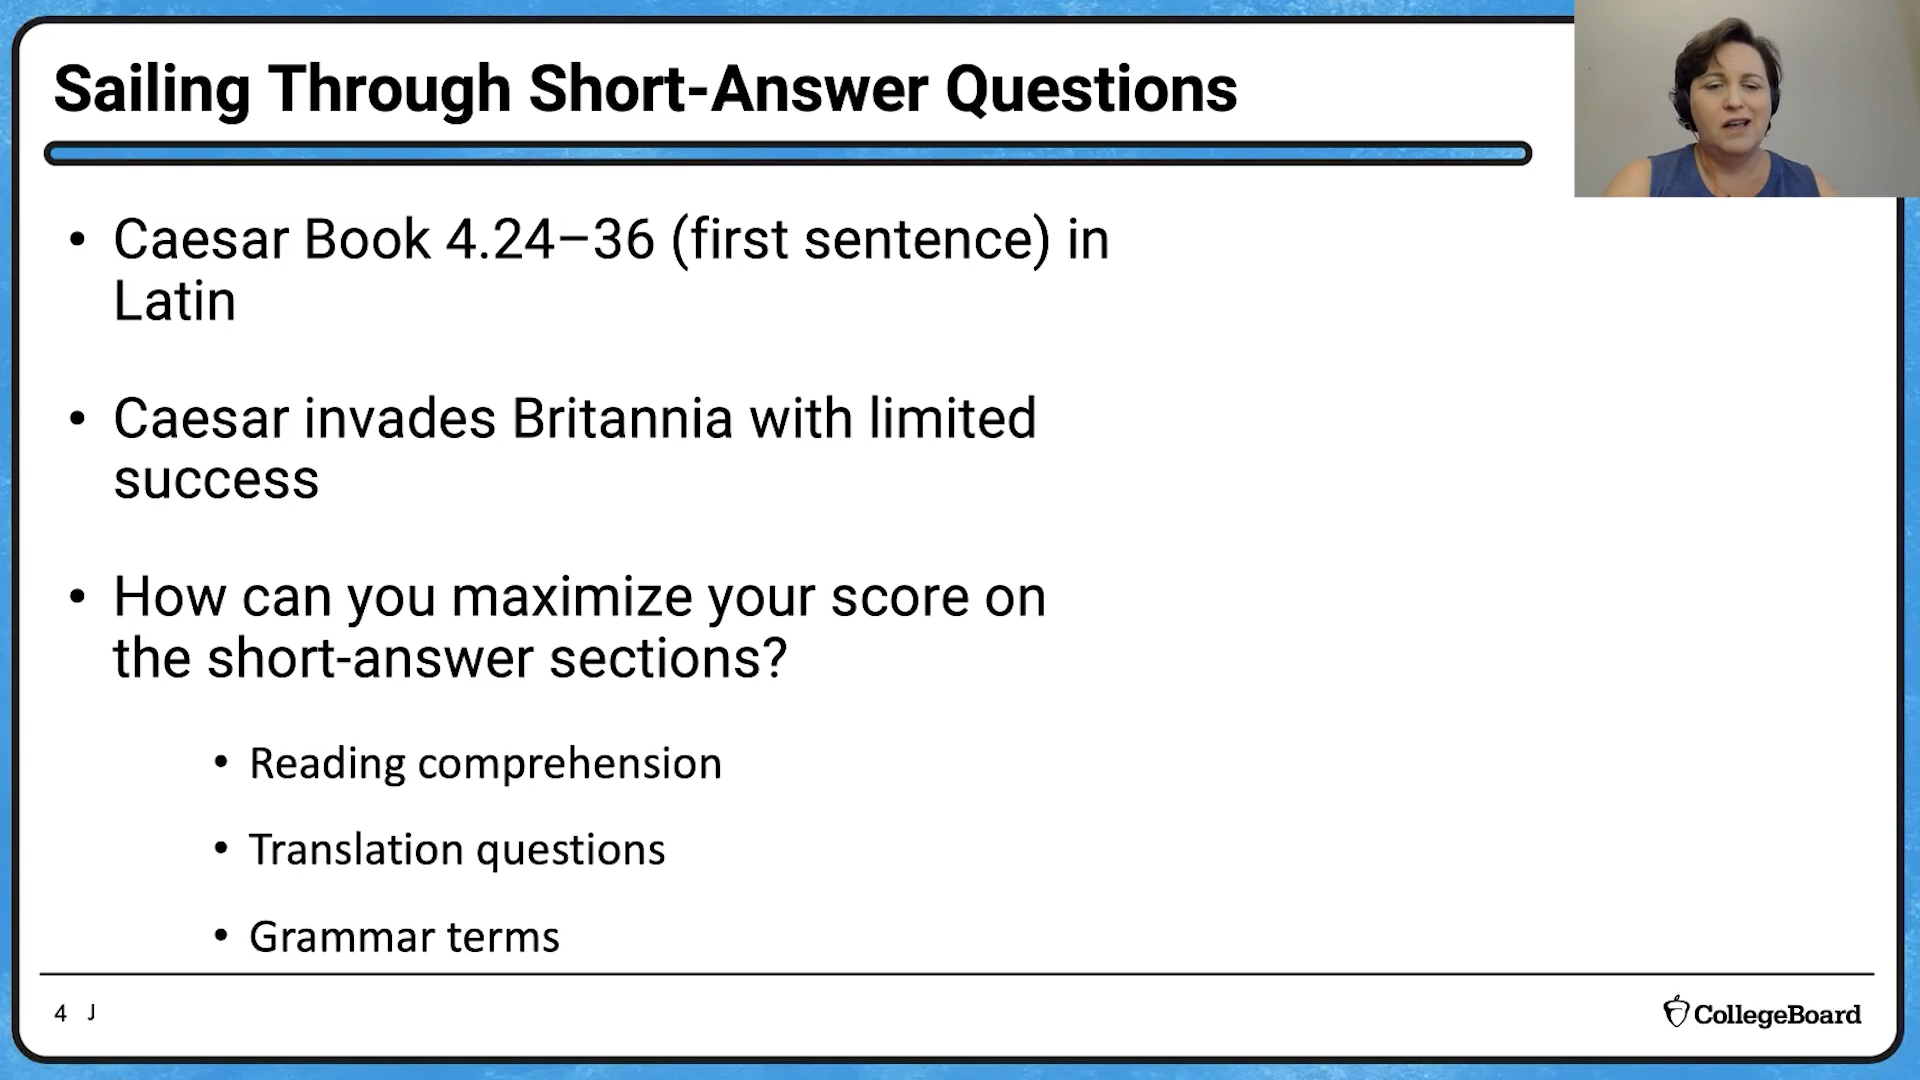 Sailing Through Short-Answer Questions
• Caesar Book 4.24–36 (first sentence) in
Latin
• Caesar invades Britannia with limited
success
• How can you maximize your score on
the short-answer sections?
• Reading comprehension
• Translation questions
• Grammar terms
4 J
CollegeBoard